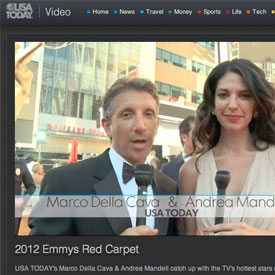 USA TODAY
Video
Home News Travel Money Sports Life Tech
Marco Della Cava & Andrea Mand
USA TODAY
2012 Emmys Red Carpet
USA TODAY's Marco Della Cava & Andrea Mandell catch up with the TV's hottest stars